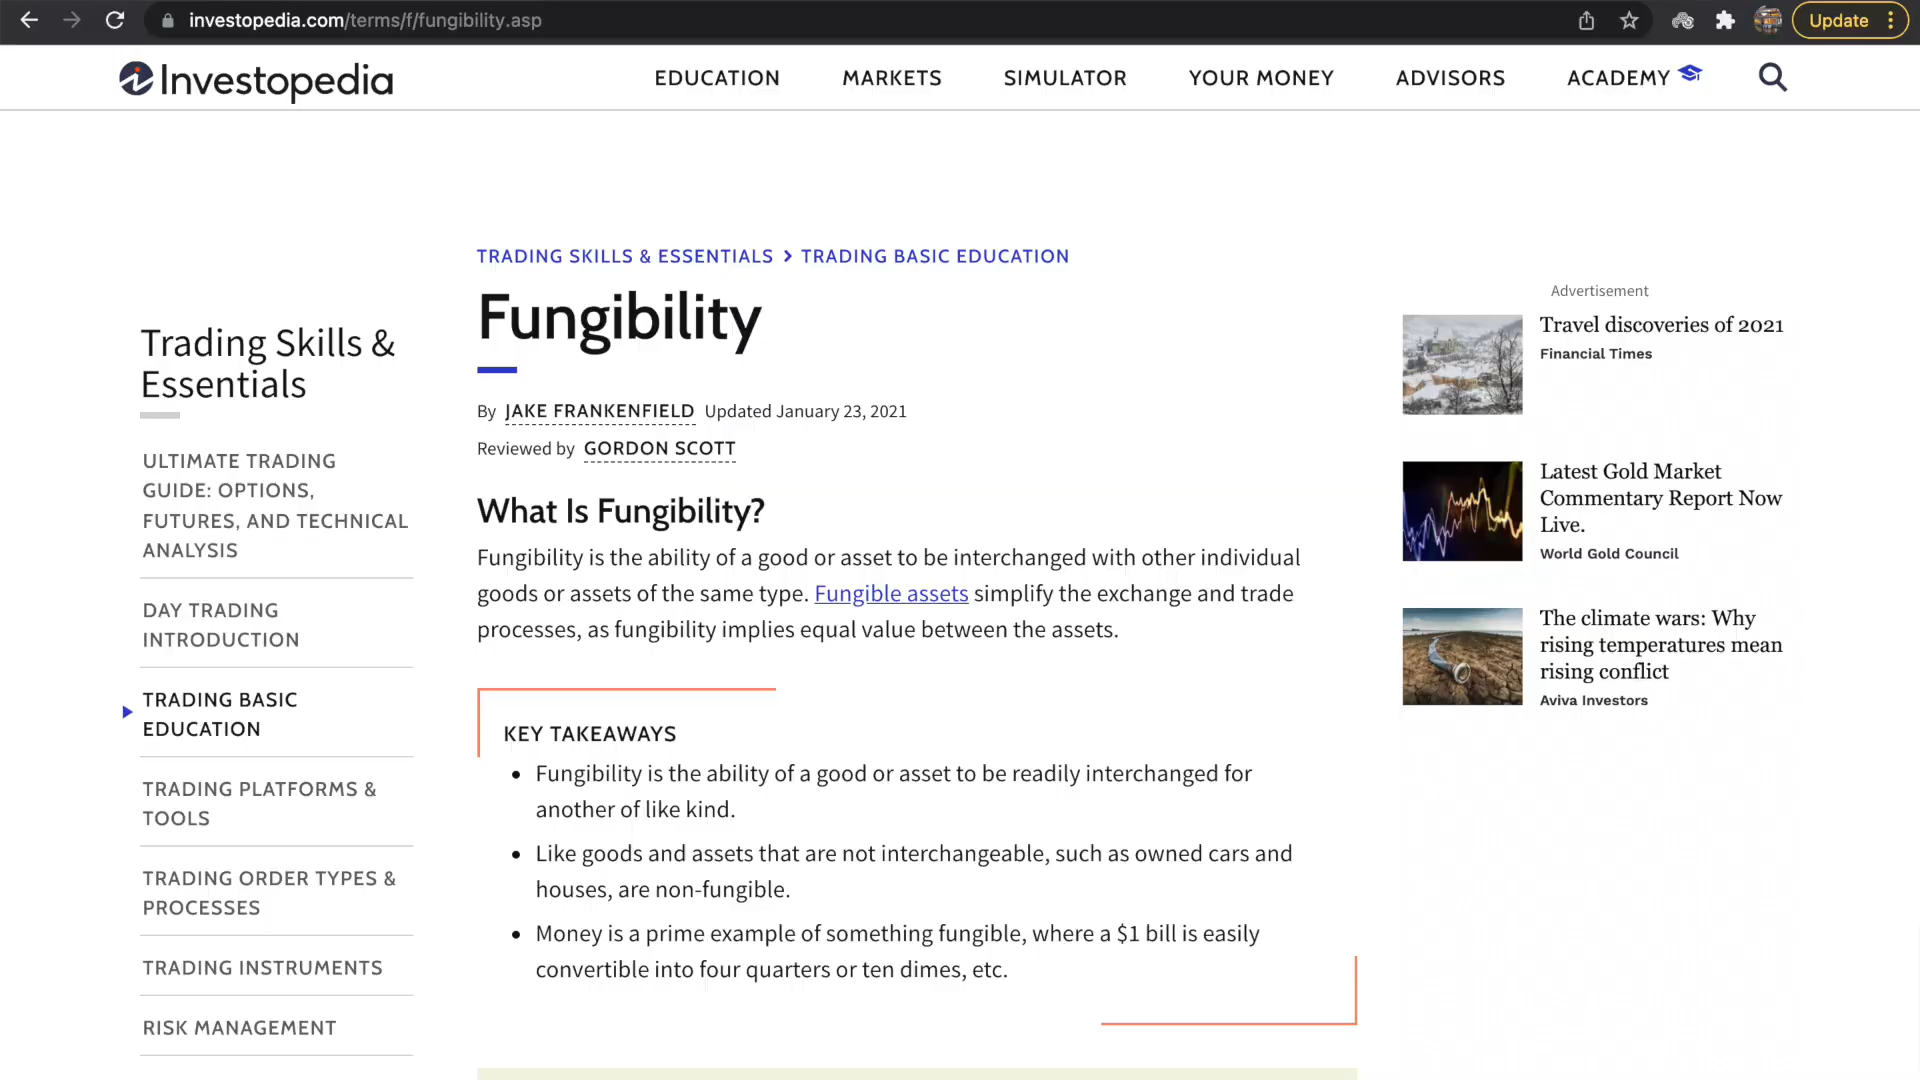 investopedia.com/terms/f/fungibility.asp
Update
Investopedia
EDUCATION
MARKETS
SIMULATOR
YOUR MONEY
ADVISORS
ACADEMY
TRADING SKILLS & ESSENTIALS > TRADING BASIC EDUCATION
Fungibility
By JAKE FRANKENFIELD Updated January 23, 2021
Reviewed by GORDON SCOTT
What Is Fungibility?
Fungibility is the ability of a good or asset to be interchanged with other individual
goods or assets of the same type. Fungible assets simplify the exchange and trade
processes, as fungibility implies equal value between the assets.
KEY TAKEAWAYS
Fungibility is the ability of a good or asset to be readily interchanged for
another of like kind.
Like goods and assets that are not interchangeable, such as owned cars and
houses, are non-fungible.
Money is a prime example of something fungible, where a $1 bill is easily
convertible into four quarters or ten dimes, etc.
Trading Skills &
Essentials
ULTIMATE TRADING
GUIDE: OPTIONS,
FUTURES, AND TECHNICAL
ANALYSIS
DAY TRADING
INTRODUCTION
TRADING BASIC
EDUCATION
TRADING PLATFORMS &
TOOLS
TRADING ORDER TYPES &
PROCESSES
TRADING INSTRUMENTS
RISK MANAGEMENT
Advertisement
Travel discoveries of 2021
Financial Times
Latest Gold Market
Commentary Report Now
Live.
World Gold Council
The climate wars: Why
rising temperatures mean
rising conflict
Aviva Investors